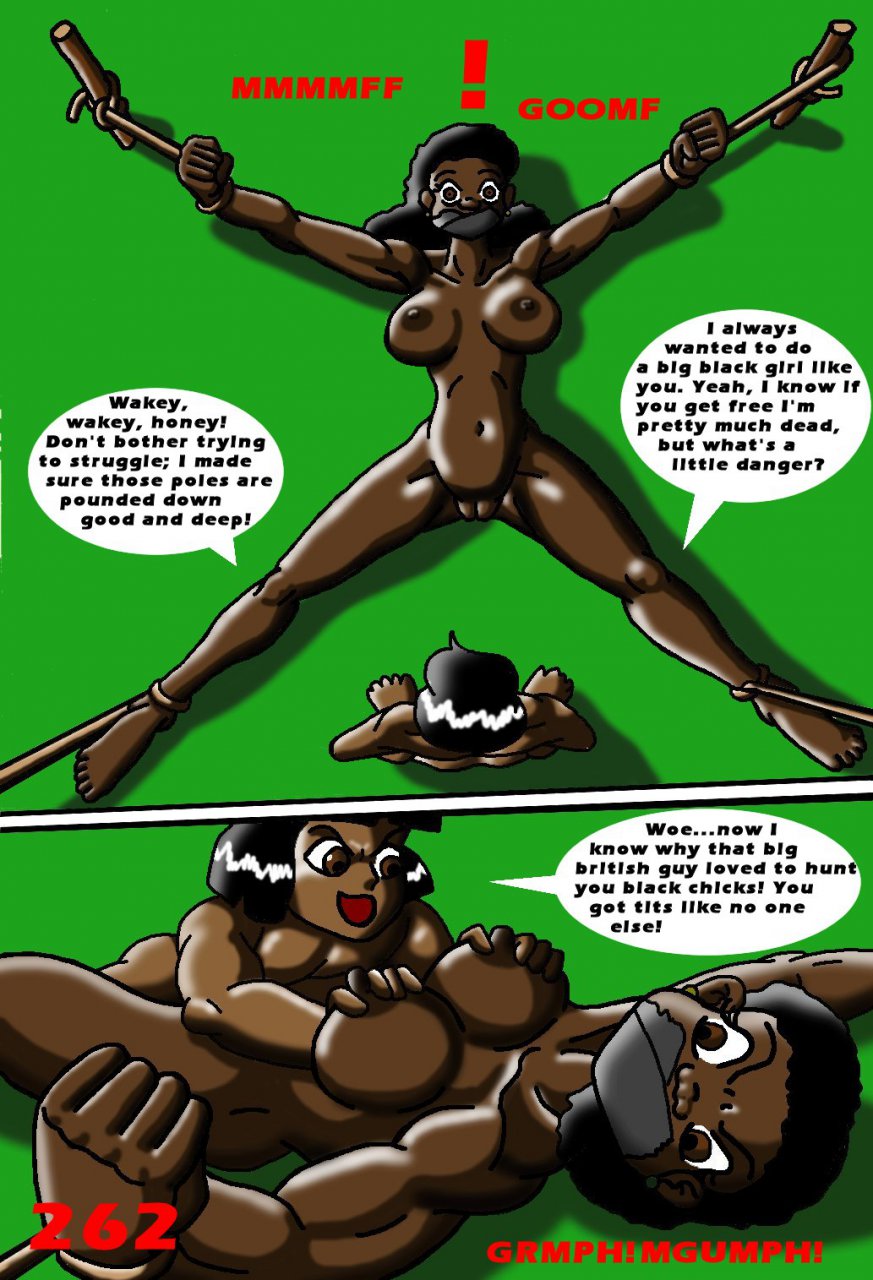 MMMMFF
!
GOOMF
I always
wanted to do
a big black girl like
you. Yeah, I know if
you get free I'm
pretty much dead,
but what's a
little danger?
Wakey,
wakey, honey!
Don't bother trying
to struggle; I made
sure those poles are
pounded down
good and deep!
Woe...now I
know why that big
british guy loved to hunt
you black chicks! You
got tits like no one
else!
262
GRMPH! MGUMPH!